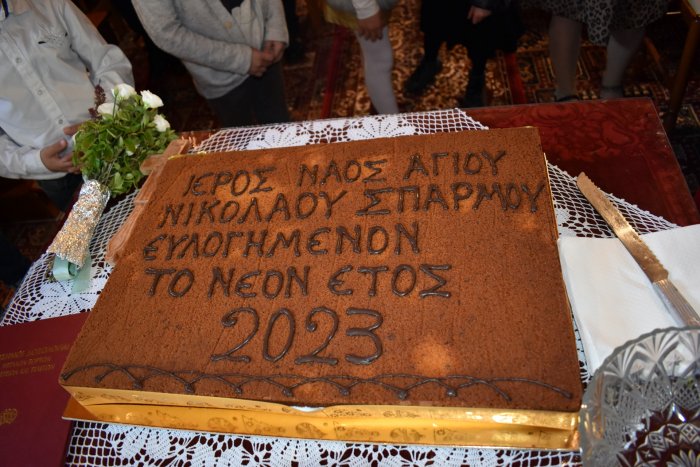 ΙΕΡΟΣ ΝΑΟΣ ΑΓΙΟΥ
ΝΙΚΟΛΑΟΥ ΣΠΑΡΜΟΥ
ΕΥΛΟΓΗΜΕΝΟΝ
ΤΟ ΝΕΟΝ ΕΤΟΣ
2023